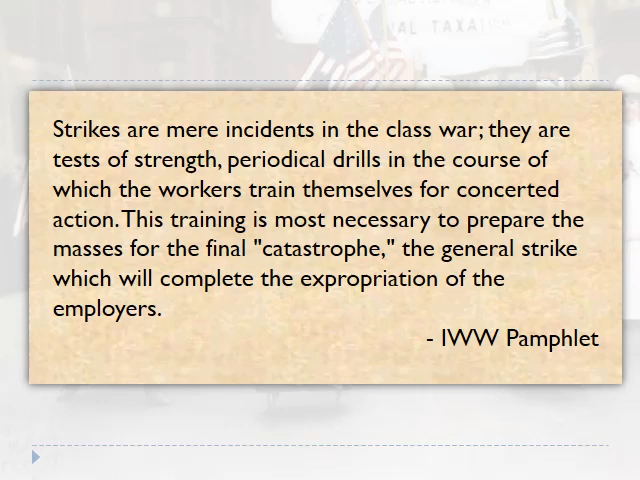 AL TAXATION
Strikes are mere incidents in the class war; they are
tests of strength, periodical drills in the course of
which the workers train themselves for concerted
action. This training is most necessary to prepare the
masses for the final "catastrophe," the general strike
which will complete the expropriation of the
employers.
- IWW Pamphlet